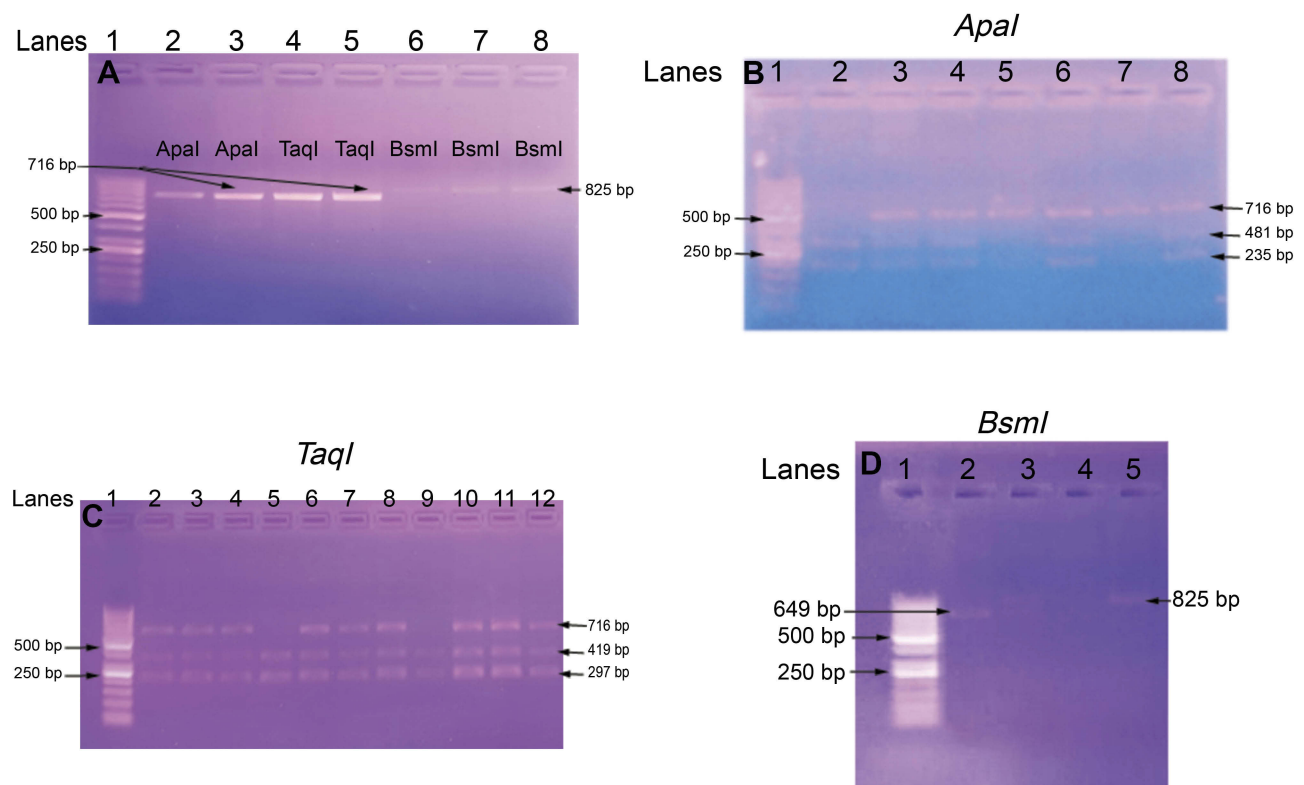 Lanes 1 2 3 4 5 6 7 8
A
ApaI ApaI TaqI TaqI BsmI BsmI BsmI
716 bp
825 bp
500 bp
250 bp
ApaI
Lanes B 1 2 3 4 5 6 7 8
500 bp
716 bp
481 bp
250 bp
235 bp
TaqI
Lanes 1 2 3 4 5 6 7 8 9 10 11 12
C
716 bp
500 bp
419 bp
250 bp
297 bp
BsmI
Lanes D 1 2 3 4 5
649 bp
825 bp
500 bp
250 bp